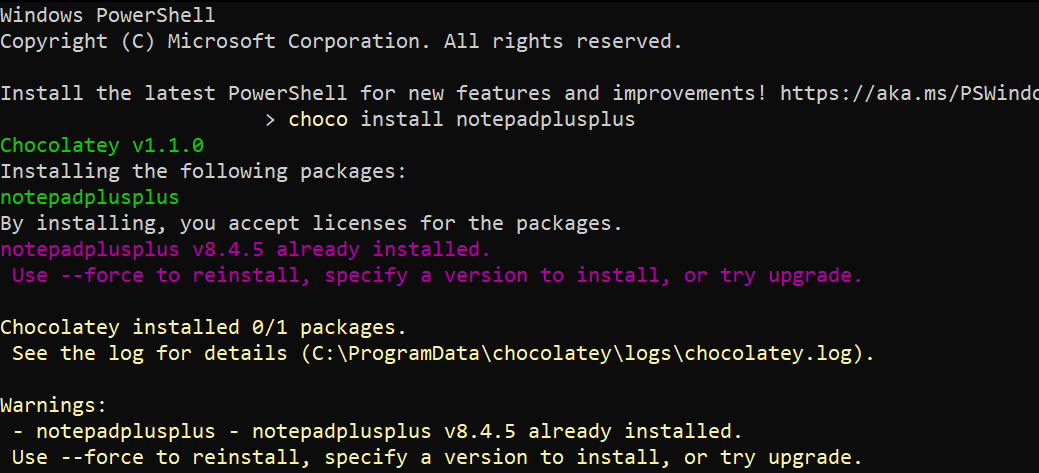 Windows PowerShell
Copyright (C) Microsoft Corporation. All rights reserved.
Install the latest PowerShell for new features and improvements! https://aka.ms/PSWindo
> choco install notepadplusplus
Chocolatey v1.1.0
Installing the following packages:
notepadplusplus
By installing, you accept licenses for the packages.
notepadplusplus v8.4.5 already installed.
Use --force to reinstall, specify a version to install, or try upgrade.
Chocolatey installed 0/1 packages.
See the log for details (C:\ProgramData\chocolatey\logs\chocolatey.log).
Warnings:
- notepadplusplus - notepadplusplus v8.4.5 already installed.
Use --force to reinstall, specify a version to install, or try upgrade.